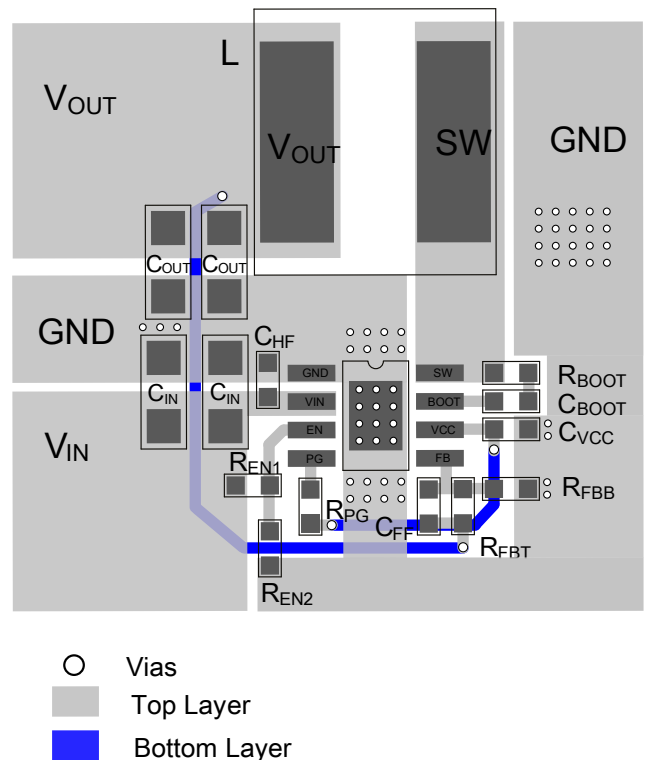 L
VOUT
VOUT
SW
GND
COUT
COUT
GND
CHF
CIN
CIN
GND
SW
RBOOT
VIN
BOOT
CBOOT
EN
VCC
CVCC
VIN
PG
FB
REN1
RFBB
RPG
CFF
RFBT
REN2
Vias
Top Layer
Bottom Layer